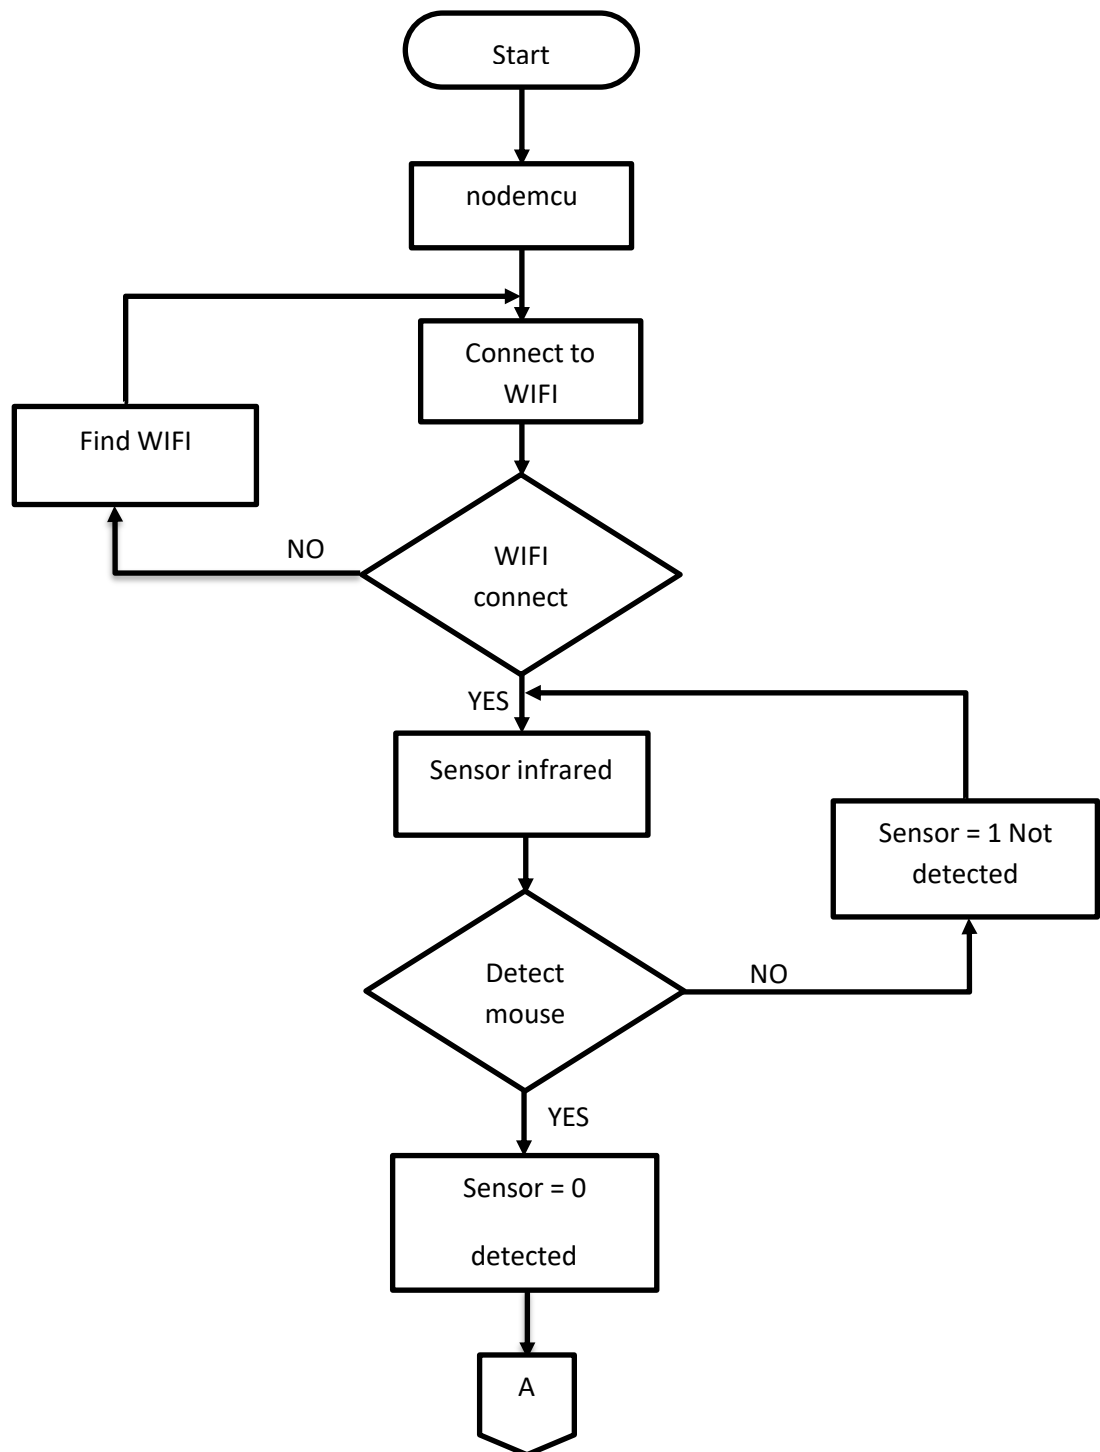 Start
nodemcu
Connect to
WIFI
Find WIFI
NO
WIFI
connect
YES
Sensor infrared
Sensor = 1 Not
detected
Detect
mouse
NO
YES
Sensor = 0
detected
A